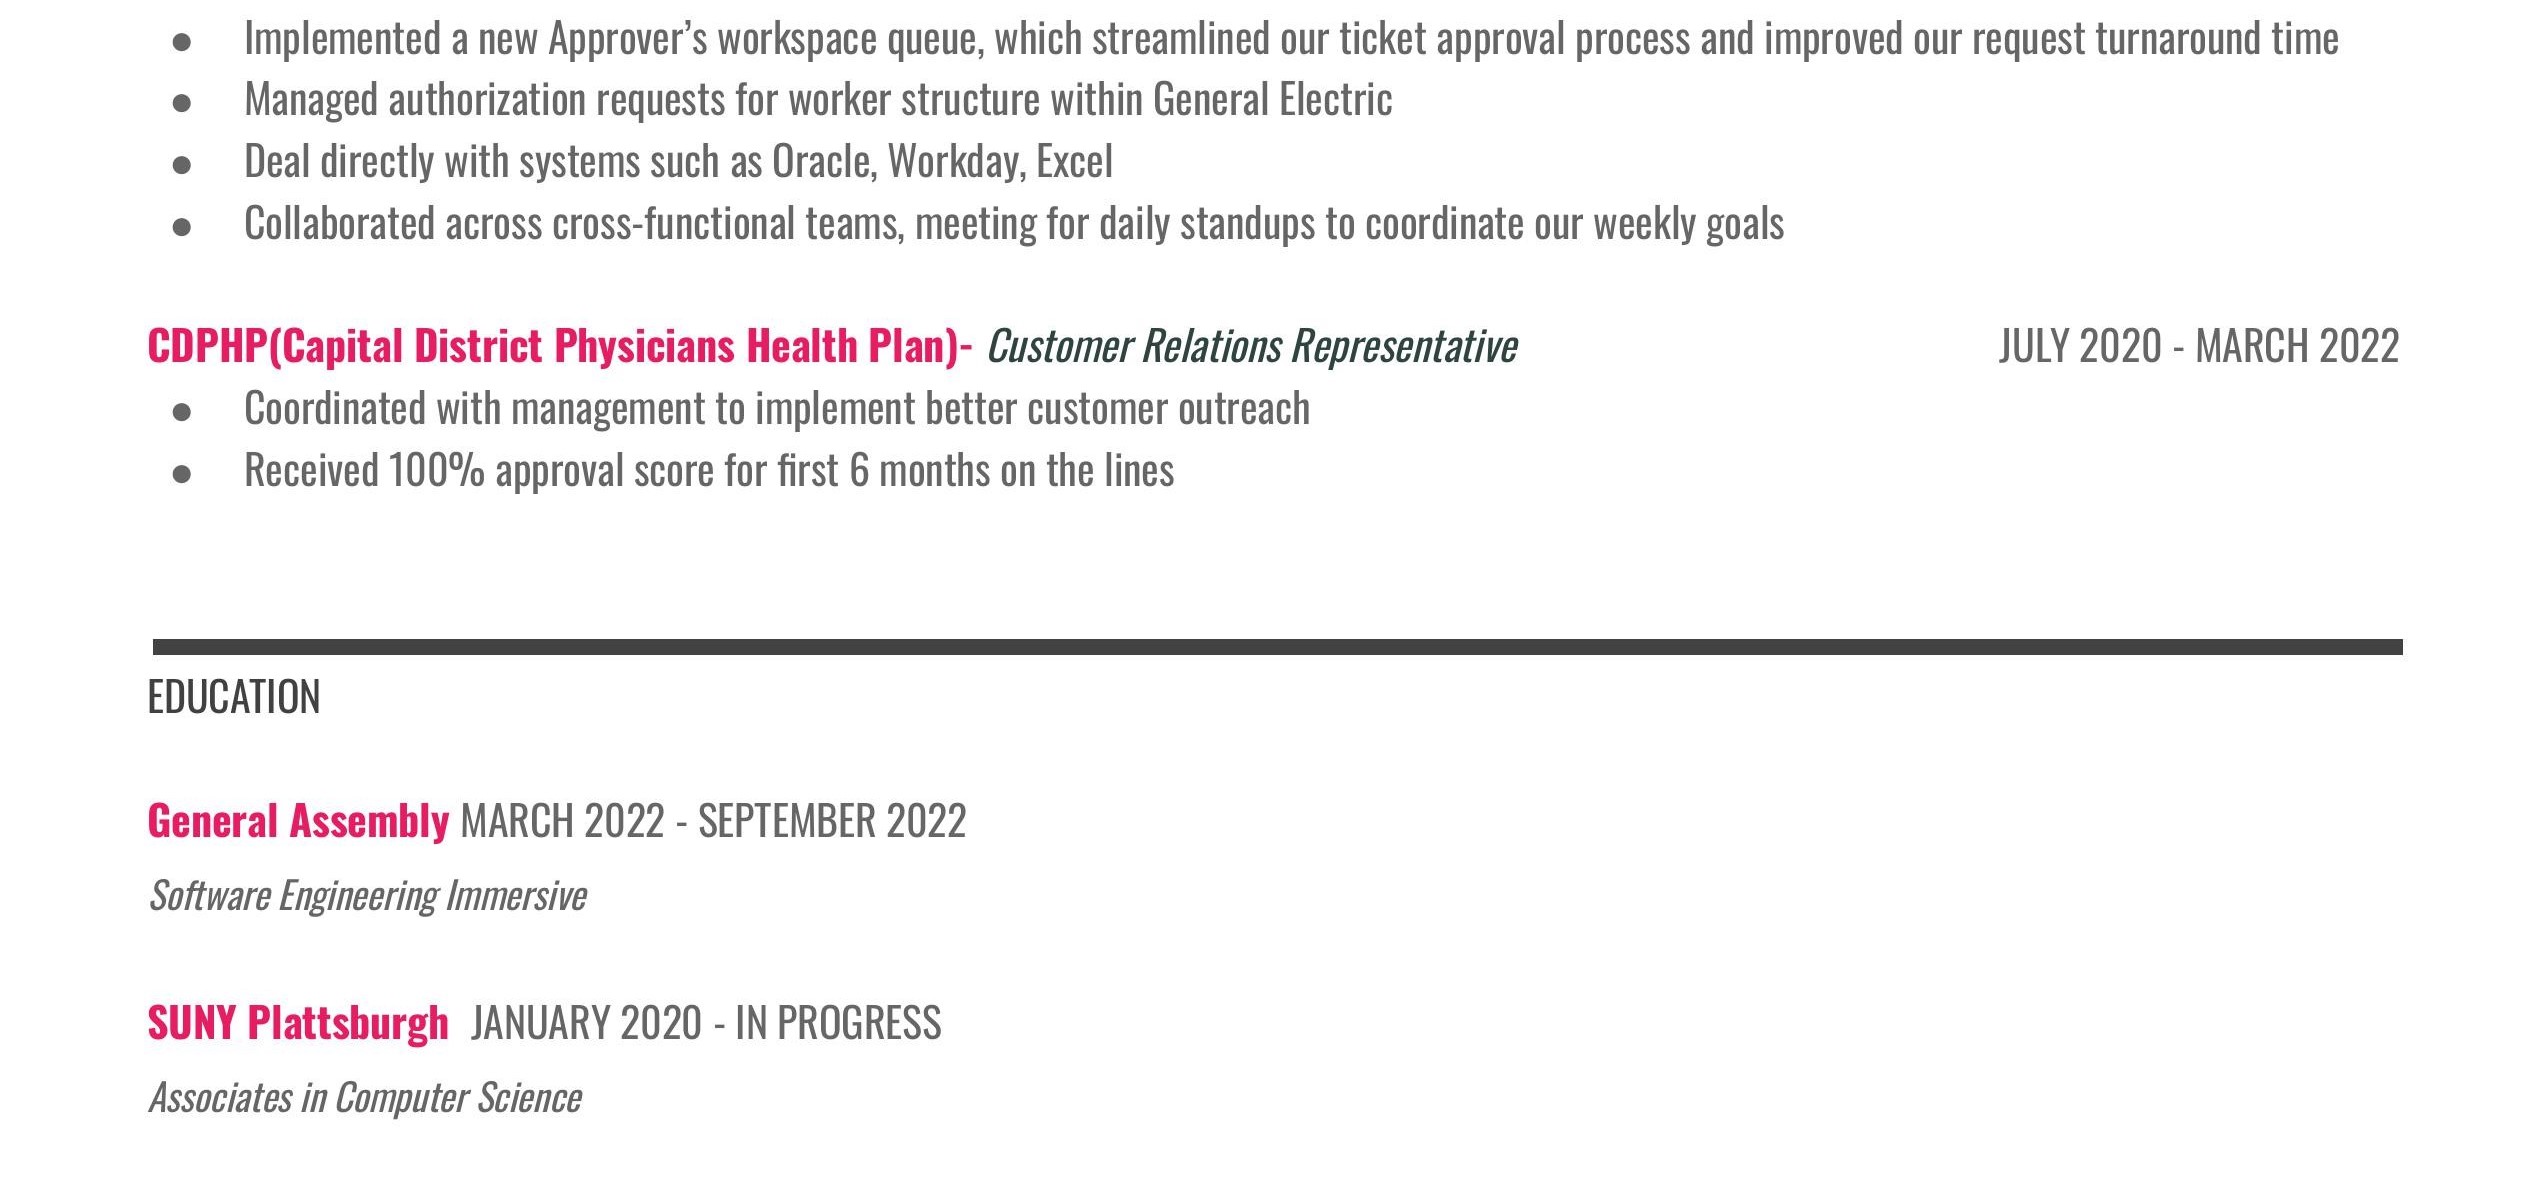 ● Implemented a new Approver’s workspace queue, which streamlined our ticket approval process and improved our request turnaround time
● Managed authorization requests for worker structure within General Electric
● Deal directly with systems such as Oracle, Workday, Excel
● Collaborated across cross-functional teams, meeting for daily standups to coordinate our weekly goals
CDPHP(Capital District Physicians Health Plan)- Customer Relations Representative JULY 2020 - MARCH 2022
● Coordinated with management to implement better customer outreach
● Received 100% approval score for first 6 months on the lines
EDUCATION
General Assembly MARCH 2022 - SEPTEMBER 2022
Software Engineering Immersive
SUNY Plattsburgh JANUARY 2020 - IN PROGRESS
Associates in Computer Science